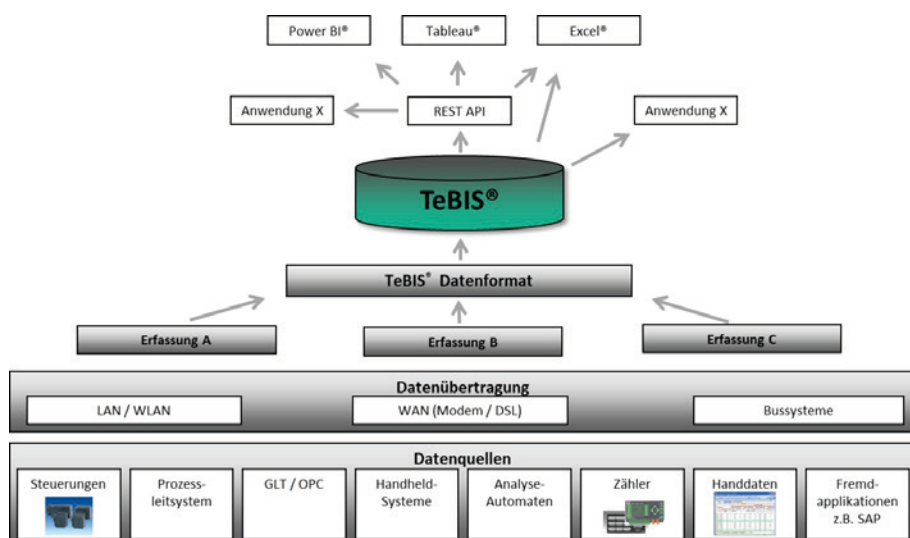 Power BI®
Tableau®
Excel®
Anwendung X
REST API
Anwendung X
TeBIS®
TeBIS® Datenformat
Erfassung A
Erfassung B
Erfassung C
Datenübertragung
LAN / WLAN
WAN (Modem / DSL)
Bussysteme
Datenquellen
Steuerungen
Prozess-
leitsystem
GLT / OPC
Handheld-
Systeme
Analyse-
Automaten
Zähler
Handdaten
Fremd-
applikationen
z.B. SAP